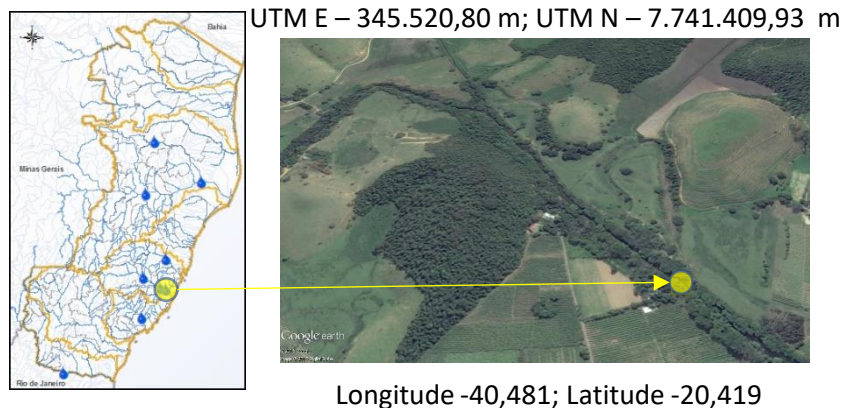 UTM E – 345.520,80 m; UTM N – 7.741.409,93 m
Bahia
Minas Gerais
Rio de Janeiro
Google earth
Longitude -40,481; Latitude -20,419